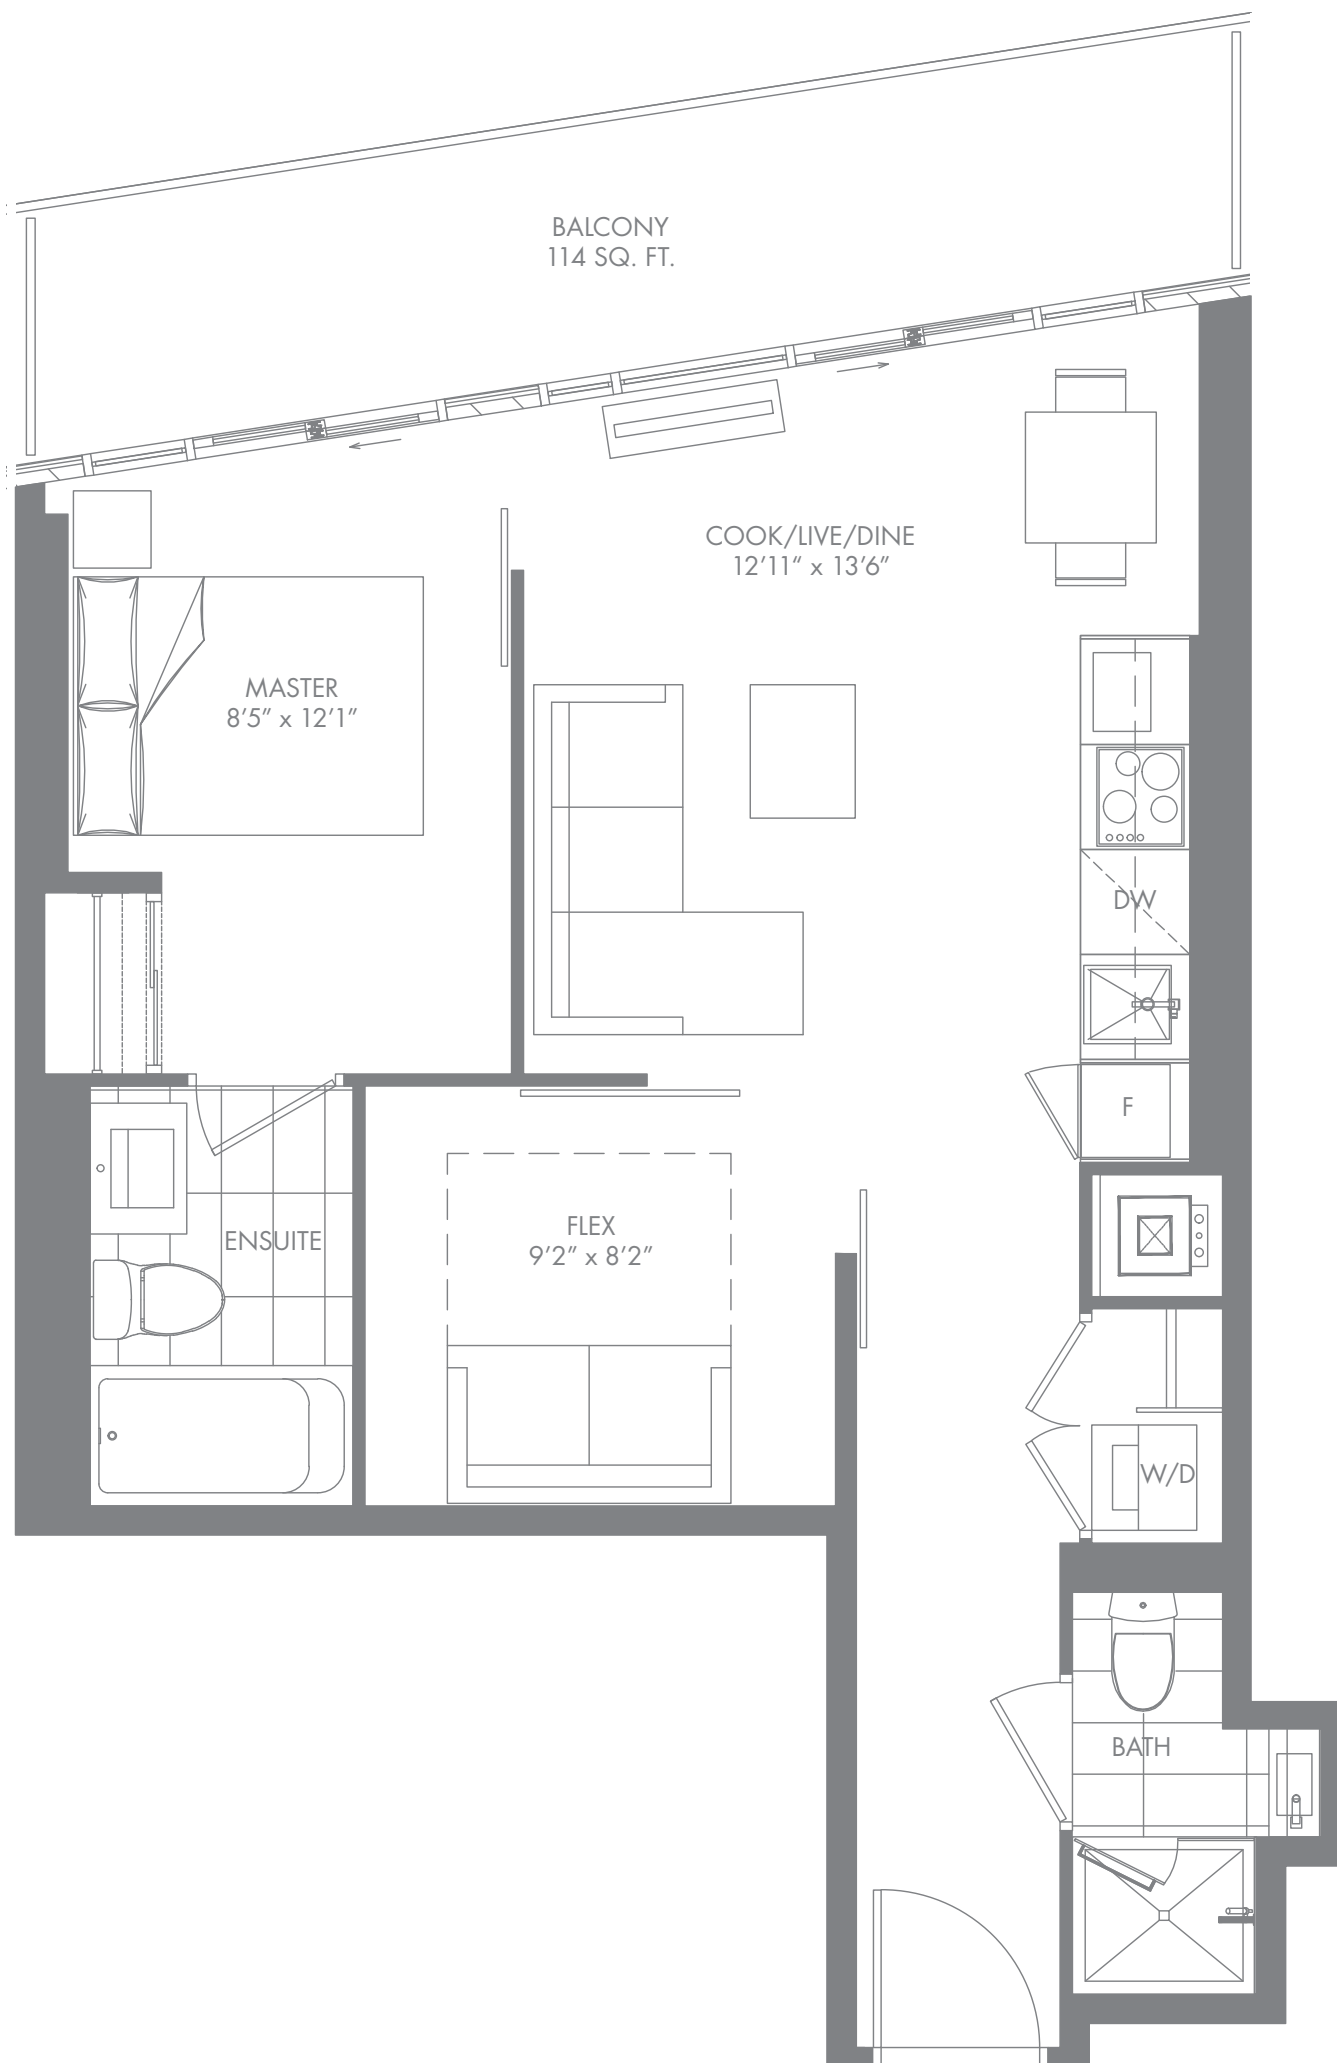 BALCONY
114 SQ. FT.
COOK/LIVE/DINE
12'11" x 13'6"
MASTER
8'5" x 12'1"
DW
F
FLEX
9'2" x 8'2"
ENSUITE
W/D
BATH